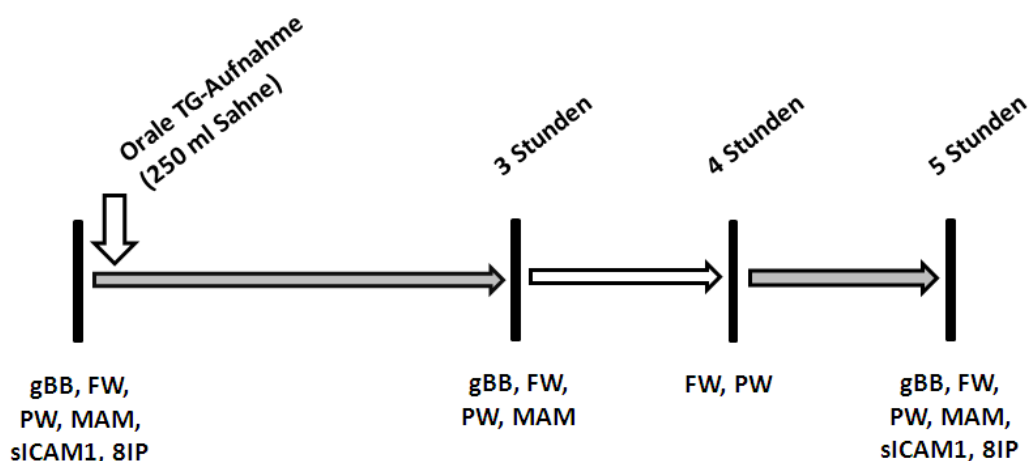 Orale TG-Aufnahme
(250 ml Sahne)
3 Stunden
4 Stunden
5 Stunden
gBB, FW,
PW, MAM,
sICAM1, 8IP
gBB, FW,
PW, MAM
FW, PW
gBB, FW,
PW, MAM,
sICAM1, 8IP